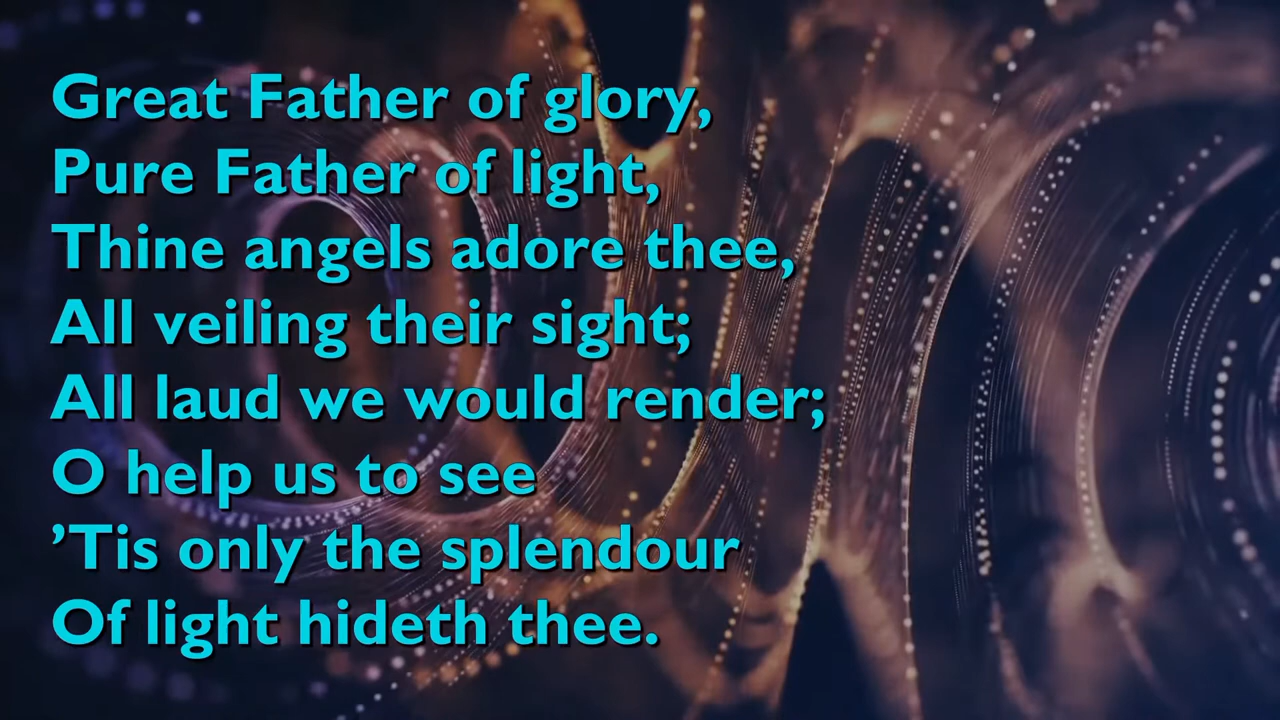 Great Father of glory,
Pure Father of light,
Thine angels adore thee,
All veiling their sight;
All laud we would render;
O help us to see
’Tis only the splendour
Of light hideth thee.